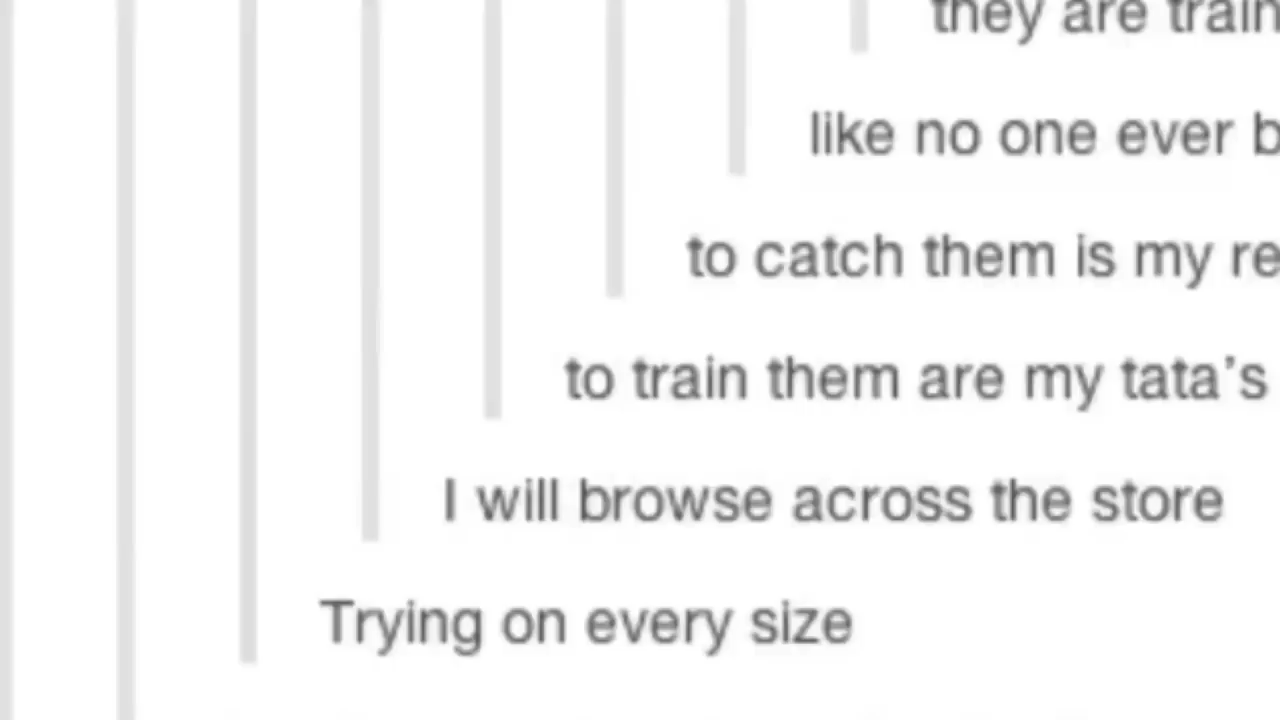 they are train
like no one ever b
to catch them is my re
to train them are my tata's
I will browse across the store
Trying on every size